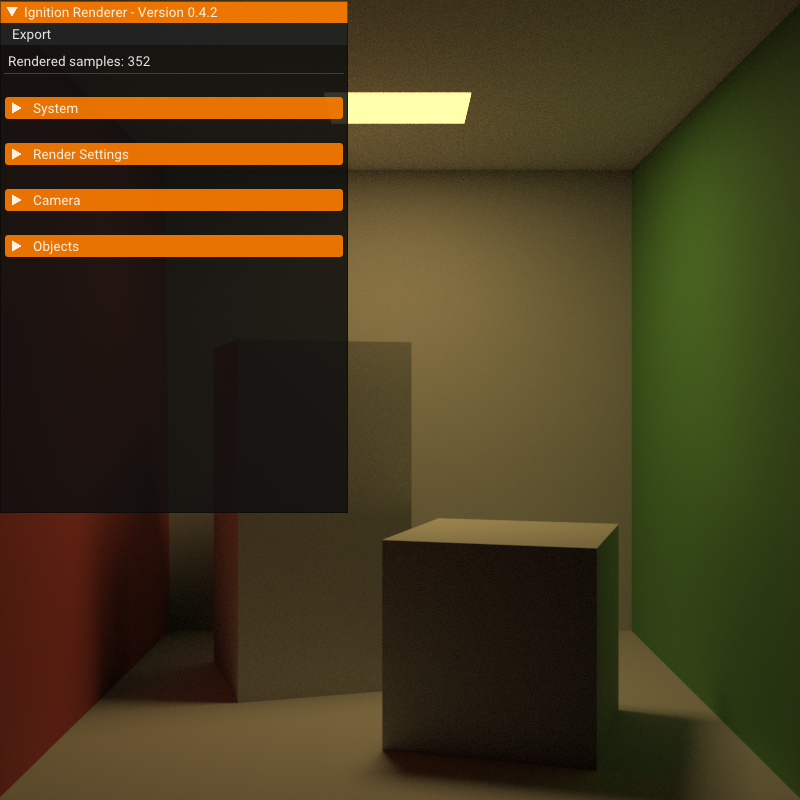 Ignition Renderer - Version 0.4.2
Export
Rendered samples: 352
System
Render Settings
Camera
Objects